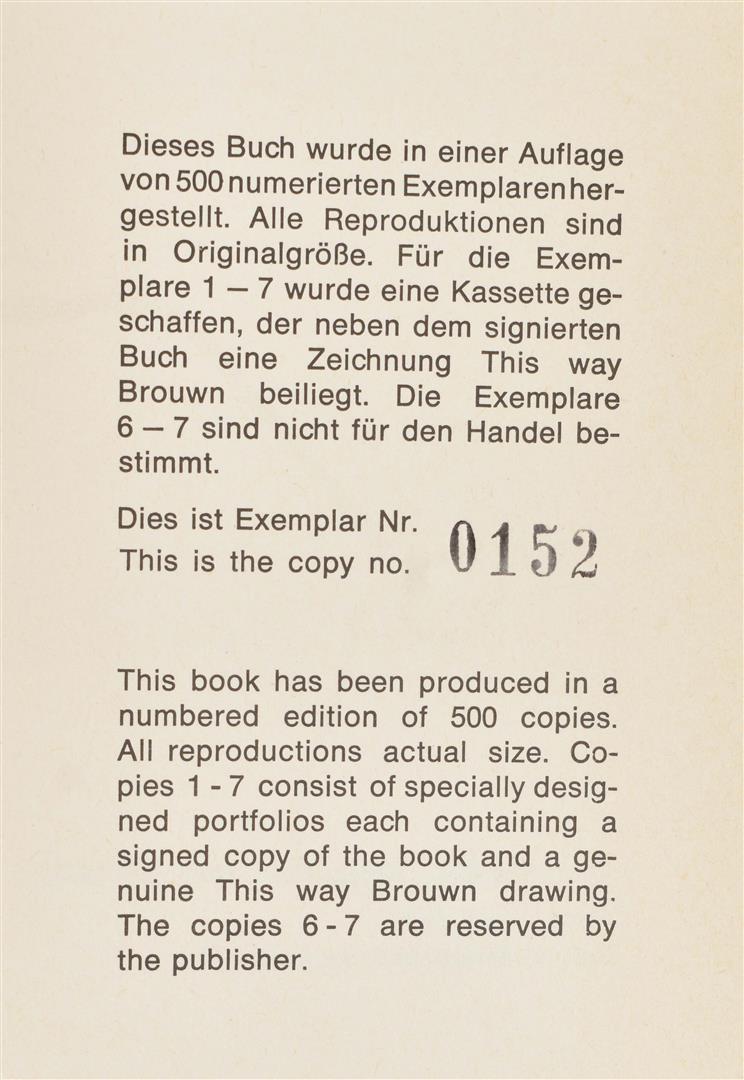 Dieses Buch wurde in einer Auflage
von 500 numerierten Exemplaren her-
gestellt. Alle Reproduktionen sind
in Originalgröße. Für die Exem-
plare 1 — 7 wurde eine Kassette ge-
schaffen, der neben dem signierten
Buch eine Zeichnung This way
Brouwn beiliegt. Die Exemplare
6 — 7 sind nicht für den Handel be-
stimmt.
Dies ist Exemplar Nr.
This is the copy no. 0152
This book has been produced in a
numbered edition of 500 copies.
All reproductions actual size. Co-
pies 1 - 7 consist of specially desig-
ned portfolios each containing a
signed copy of the book and a ge-
nuine This way Brouwn drawing.
The copies 6 - 7 are reserved by
the publisher.